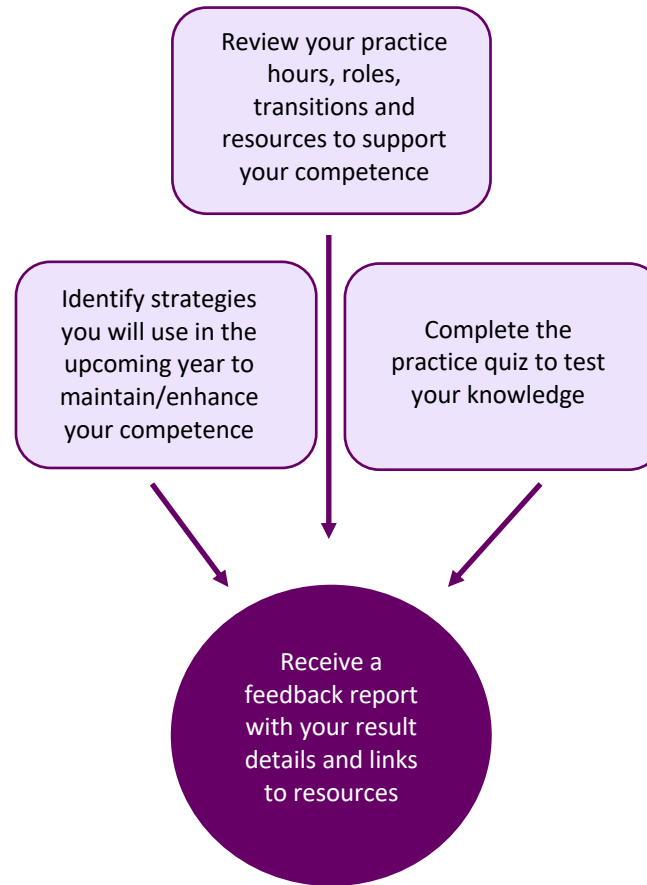 Review your practice
hours, roles,
transitions and
resources to support
your competence
Identify strategies
you will use in the
upcoming year to
maintain/enhance
your competence
Complete the
practice quiz to test
your knowledge
Receive a
feedback report
with your result
details and links
to resources